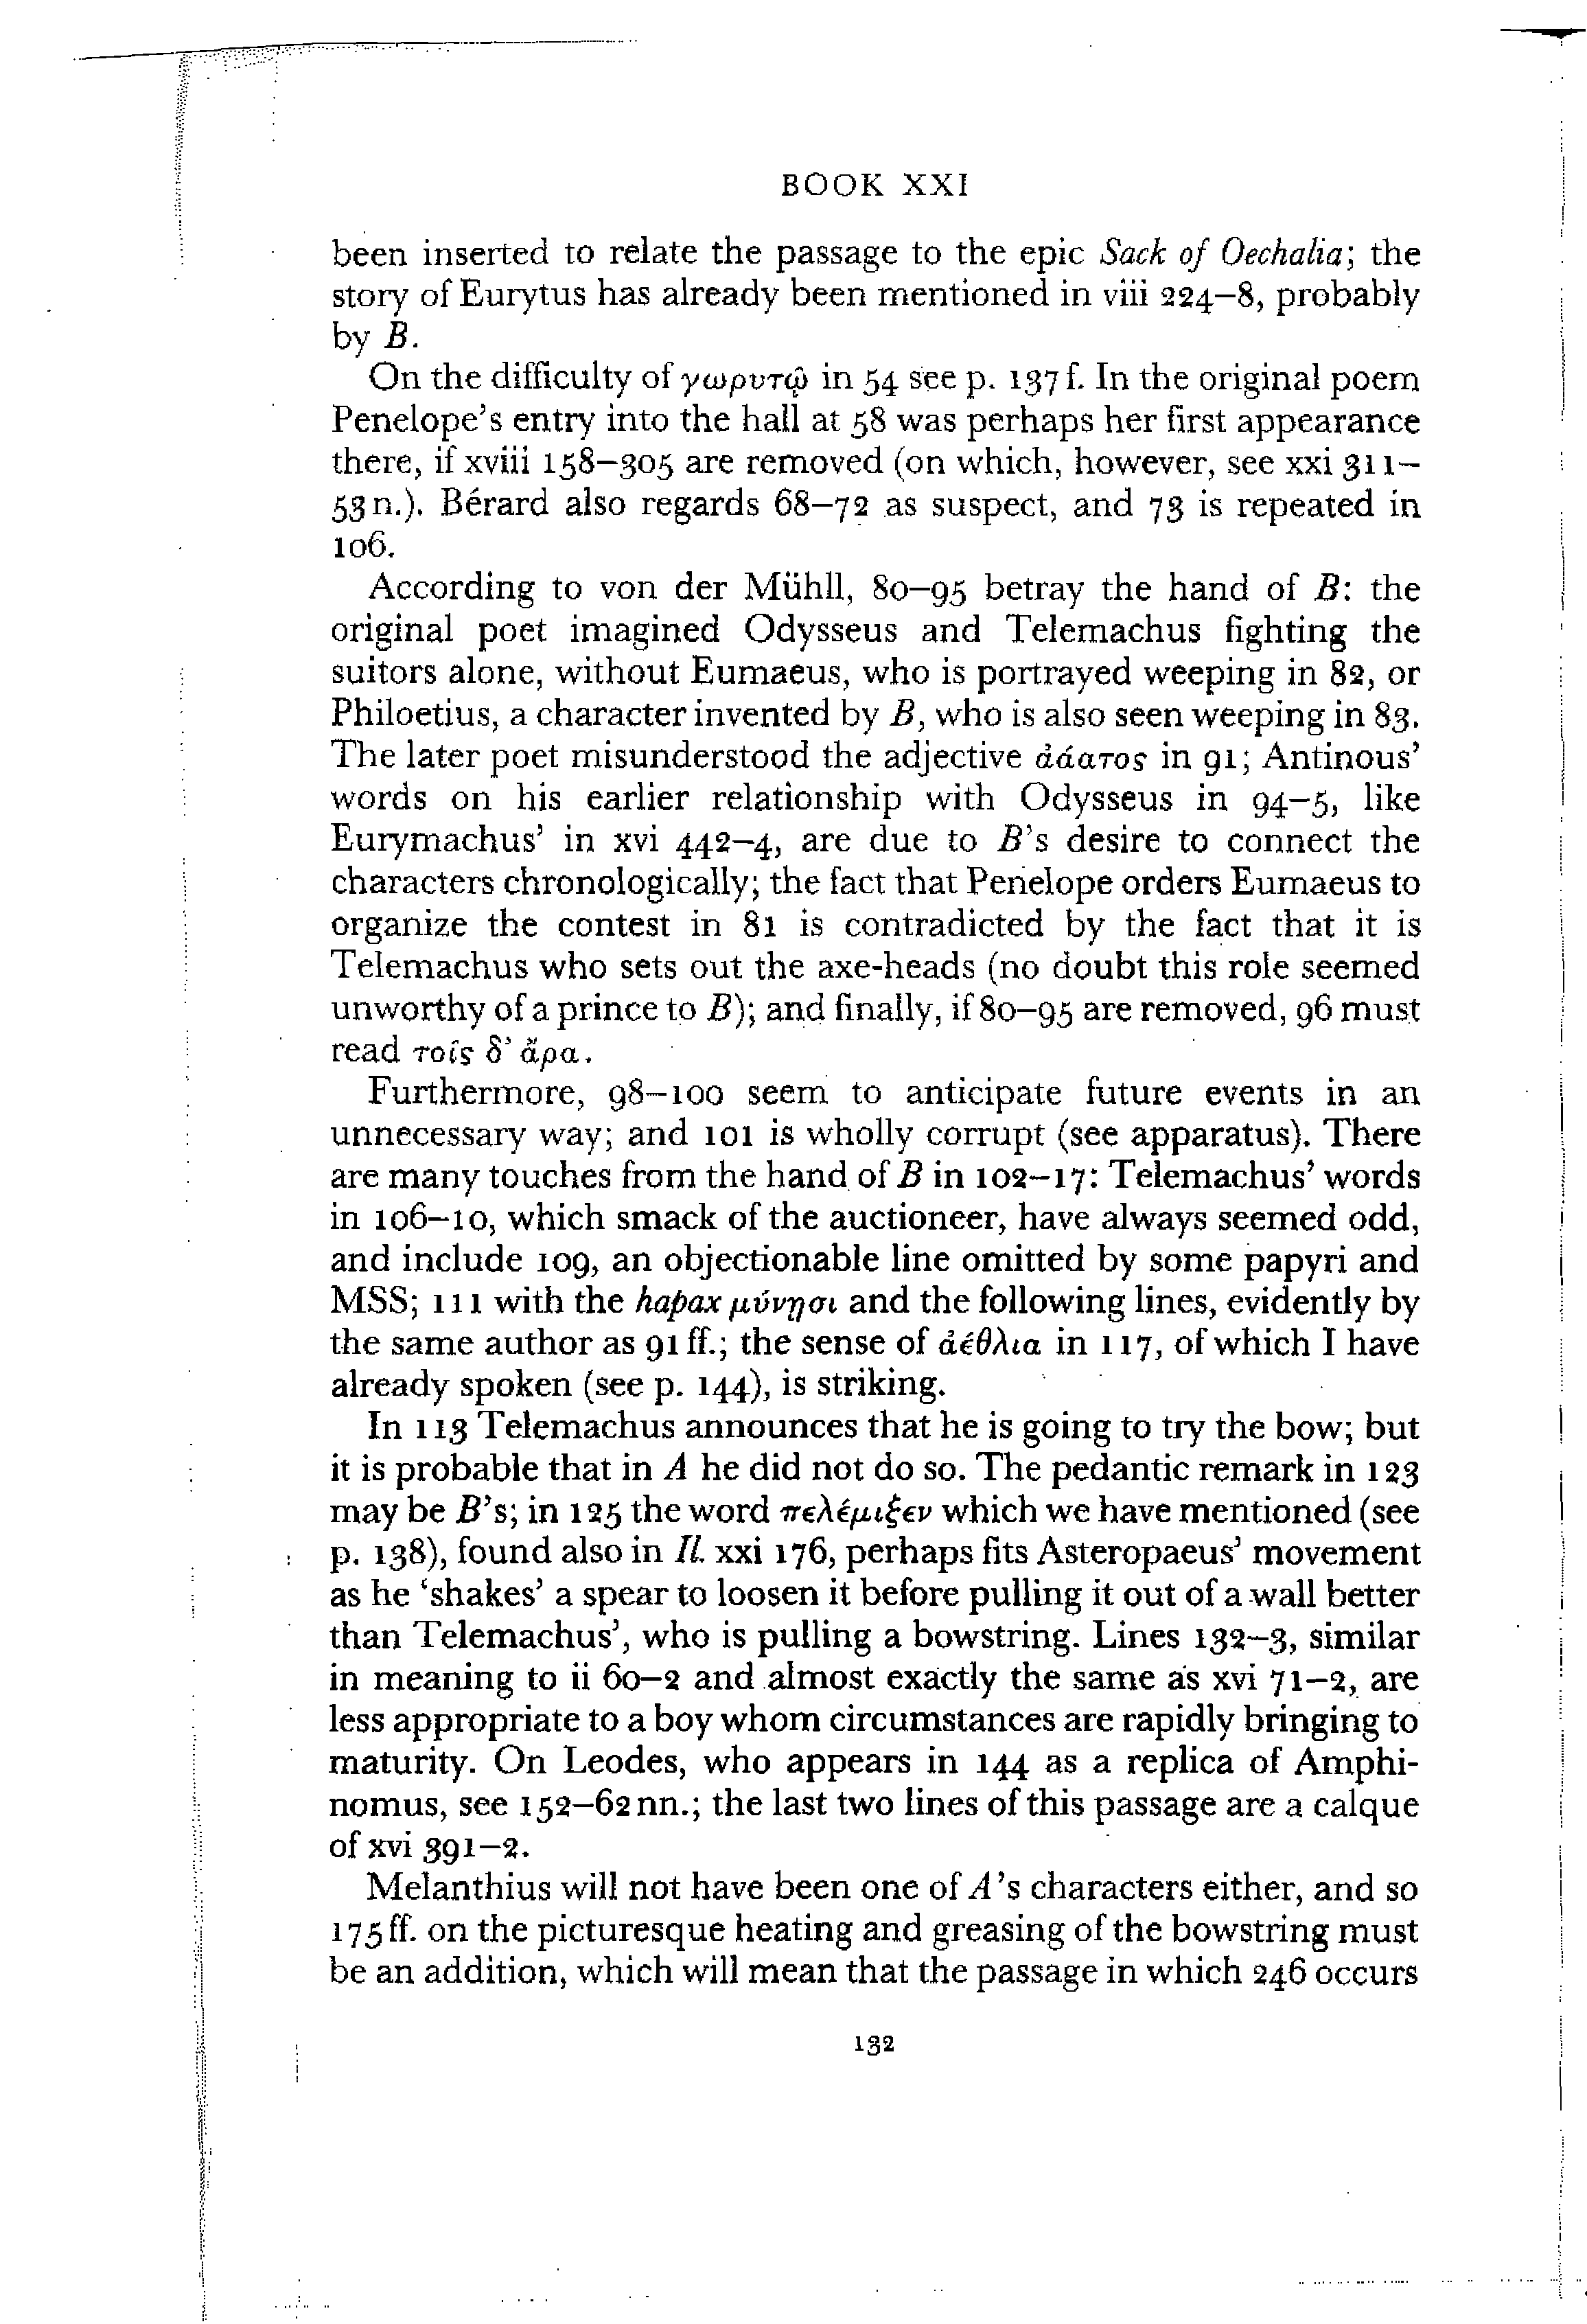 BOOK XXI
been inserted to relate the passage to the epic Sack of Oechalia; the
story of Eurytus has already been mentioned in viii 224–8, probably
by B.
On the difficulty of γωρυτῷ in 54 see p. 137 f. In the original poem
Penelope's entry into the hall at 58 was perhaps her first appearance
there, if xviii 158–305 are removed (on which, however, see xxi 311–
53 n.). Bérard also regards 68–72 as suspect, and 73 is repeated in
106.
According to von der Mühll, 80–95 betray the hand of B: the
original poet imagined Odysseus and Telemachus fighting the
suitors alone, without Eumaeus, who is portrayed weeping in 82, or
Philoetius, a character invented by B, who is also seen weeping in 83.
The later poet misunderstood the adjective ἀάατος in 91; Antinous'
words on his earlier relationship with Odysseus in 94–5, like
Eurymachus' in xvi 442–4, are due to B's desire to connect the
characters chronologically; the fact that Penelope orders Eumaeus to
organize the contest in 81 is contradicted by the fact that it is
Telemachus who sets out the axe-heads (no doubt this role seemed
unworthy of a prince to B); and finally, if 80–95 are removed, 96 must
read τοῖς δ' ἄρα.
Furthermore, 98–100 seem to anticipate future events in an
unnecessary way; and 101 is wholly corrupt (see apparatus). There
are many touches from the hand of B in 102–17: Telemachus' words
in 106–10, which smack of the auctioneer, have always seemed odd,
and include 109, an objectionable line omitted by some papyri and
MSS; 111 with the hapax μύνῃσι and the following lines, evidently by
the same author as 91 ff.; the sense of ἀέθλια in 117, of which I have
already spoken (see p. 144), is striking.
In 113 Telemachus announces that he is going to try the bow; but
it is probable that in A he did not do so. The pedantic remark in 123
may be B's; in 125 the word πελέμιξεν which we have mentioned (see
p. 138), found also in Il. xxi 176, perhaps fits Asteropaeus' movement
as he 'shakes' a spear to loosen it before pulling it out of a wall better
than Telemachus', who is pulling a bowstring. Lines 132–3, similar
in meaning to ii 60–2 and almost exactly the same as xvi 71–2, are
less appropriate to a boy whom circumstances are rapidly bringing to
maturity. On Leodes, who appears in 144 as a replica of Amphi-
nomus, see 152–62 nn.; the last two lines of this passage are a calque
of xvi 391–2.
Melanthius will not have been one of A's characters either, and so
175 ff. on the picturesque heating and greasing of the bowstring must
be an addition, which will mean that the passage in which 246 occurs
132